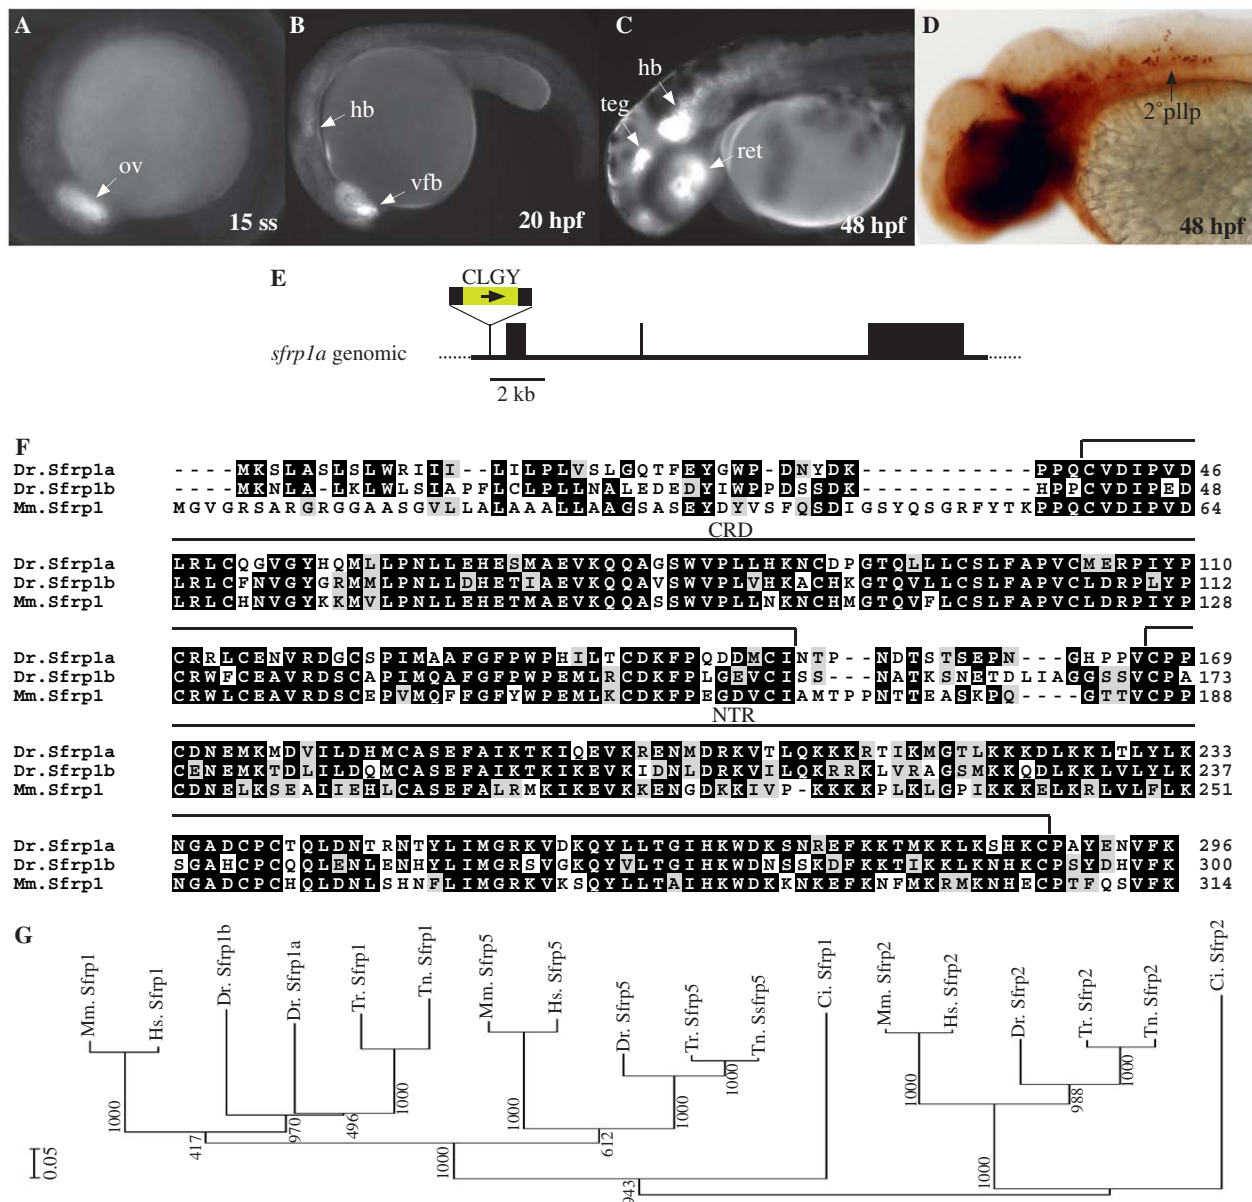 A
ov
15 ss
B
hb
vfb
20 hpf
C
hb
teg
ret
48 hpf
D
2°pllp
48 hpf
E
CLGY
sfrp1a genomic
2 kb
F
Dr.Sfrp1a ----MKSLASLSLWRIII-LILPLVSLGQTFEYGWP-DNYDK-----------PPQCVDIPVD 46
Dr.Sfrp1b ----MKNLA-LKLWLSIAPFLCLPLLNALEDEDYIWPPDSSDK-----------HPPCVDIPED 48
Mm.Sfrp1 MGVGRSARGRGGAASGVLLALAAALLAAGSASEYDYVSFQSDIGSYQSGRFYTKPPQCVDIPVD 64
CRD
Dr.Sfrp1a LRLCQGVGYHQMLLPNLLEHESMAEVKQQAGSWVPLLHKNCDPGTQLLLCSLFAPVCMERPIYP 110
Dr.Sfrp1b LRLCFNVGYGRMMLPNLLDHETIAEVKQQAVSWVPLVHKACHKGTQVLLCSLFAPVCLDRPLYP 112
Mm.Sfrp1 LRLCHNVGYKKMVLPNLLEHETMAEVKQQASSWVPLLNKNCHMGTQVFLCSLFAPVCLDRPIYP 128
Dr.Sfrp1a CRRLCENVRDGCSPIMAAFGFPWPHILTCDKFPQDDMCINTP--NDTSTSEPN---GHPPVCPP 169
Dr.Sfrp1b CRWFCEAVRDSCAPIMQAFGFPWPEMLRCDKFPLGEVCISS---NATKSNETDLIAGGSSVCPA 173
Mm.Sfrp1 CRWLCEAVRDSCEPVMQFFGFYWPEMLKCDKFPEGDVCIAMTPPNTTEASKPQ----GTTVCPP 188
NTR
Dr.Sfrp1a CDNEMKMDVILDHMCASEFAIKTKIQEVKRENMDRKVTLQKKKRTIKMGTLKKKDLKKLTLYLK 233
Dr.Sfrp1b CENEMKTDLILDQMCASEFAIKTKIKEVKIDNLDRKVILQKRRKLVRAGSMKKQDLKKLVLYLK 237
Mm.Sfrp1 CDNELKSEAIIEHLCASEFALRMKIKEVKKENGDKKIVP-KKKKPLKLGPIKKKELKRLVLFLK 251
Dr.Sfrp1a NGADCPCTQLDNTRNTYLIMGRKVDKQYLLTGIHKWDKSNREFKKTMKKLKSHKCPAYENVFK 296
Dr.Sfrp1b SGAHCPCQQLENLENHYLIMGRSVGKQYVLTGIHKWDNSSKDFKKTIKKLKNHKCPSYDHVFK 300
Mm.Sfrp1 NGADCPCHQLDNLSHNFLIMGRKVKSQYLLTAIHKWDKKNKEFKNFMKRMKNHECPTFQSVFK 314
G
Mm. Sfrp1
Hs. Sfrp1
Dr. Sfrp1b
Dr. Sfrp1a
Tr. Sfrp1
Tn. Sfrp1
Mm. Sfrp5
Hs. Sfrp5
Dr. Sfrp5
Tr. Sfrp5
Tn. Ssfrp5
Ci. Sfrp1
Mm. Sfrp2
Hs. Sfrp2
Dr. Sfrp2
Tr. Sfrp2
Tn. Sfrp2
Ci. Sfrp2
1000
417
970
496
1000
1000
1000
612
1000
1000
943
1000
1000
988
1000
0.05